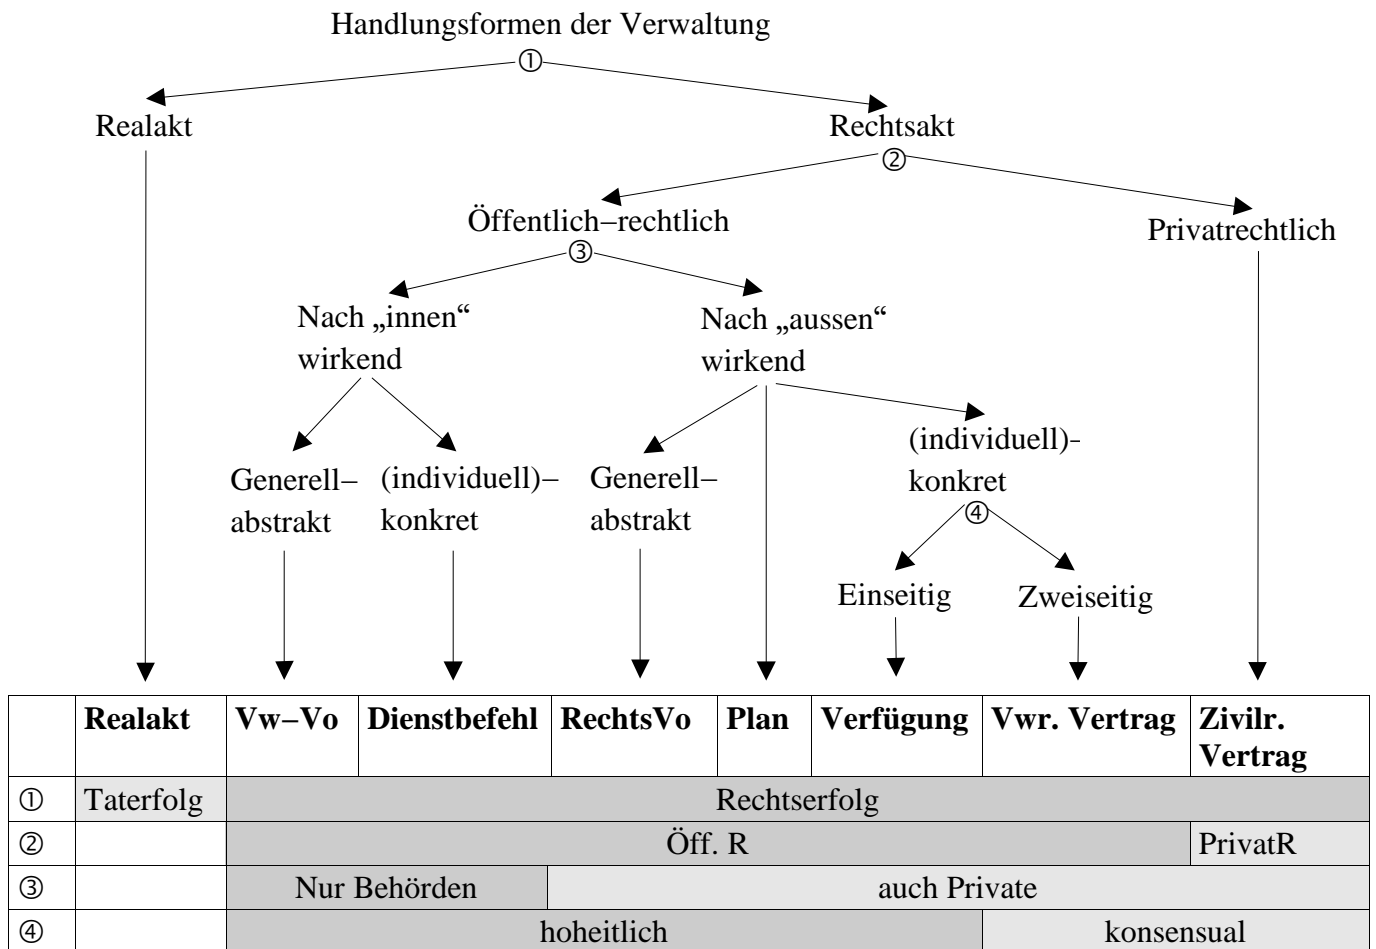 Handlungsformen der Verwaltung
①
Realakt
Rechtsakt
②
Öffentlich–rechtlich
Privatrechtlich
③
Nach „innen“
wirkend
Nach „aussen“
wirkend
Generell–
abstrakt
(individuell)–
konkret
Generell–
abstrakt
(individuell)–
konkret
④
Einseitig
Zweiseitig
Realakt Vw–Vo Dienstbefehl RechtsVo Plan Verfügung Vwr. Vertrag Zivilr.
Vertrag
① Taterfolg Rechtserfolg
② Öff. R PrivatR
③ Nur Behörden auch Private
④ hoheitlich konsensual